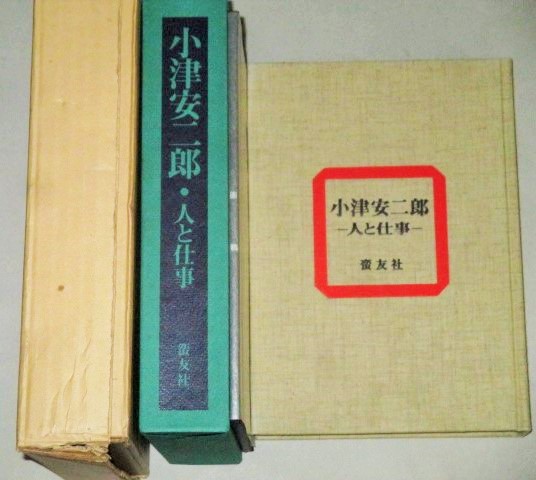 小津安二郎・人と仕事
蛮友社
小津安二郎
―人と仕事―
蛮友社